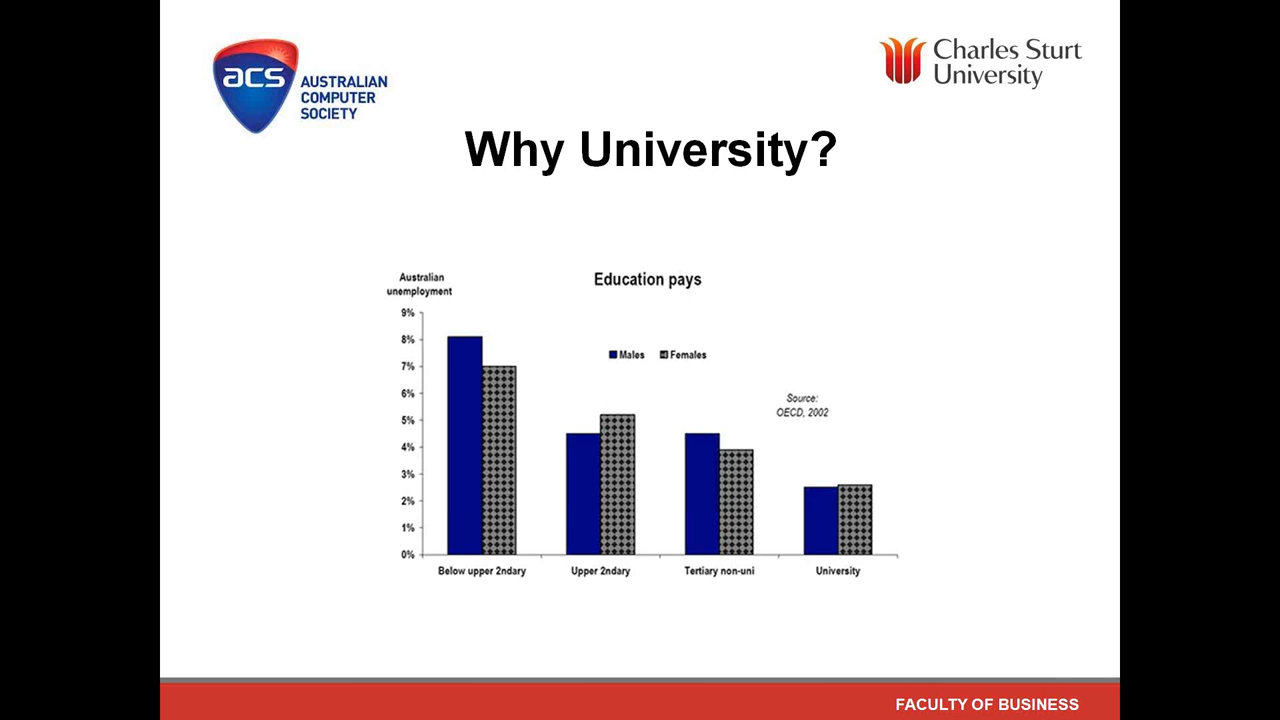 acs AUSTRALIAN
COMPUTER
SOCIETY
Charles Sturt
University
Why University?
Australian
unemployment
Education pays
9%
8%
7%
6%
5%
4%
3%
2%
1%
0%
Males Females
Source:
OECD, 2002
Below upper 2ndary Upper 2ndary Tertiary non-uni University
FACULTY OF BUSINESS